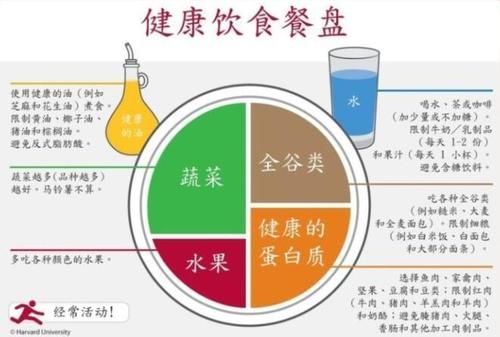 健康饮食餐盘
使用健康的油（例如
芝麻和花生油）煮食。
限制黄油、椰子油、
猪油和棕榈油。
避免反式脂肪酸。
健康
的油
水
喝水、茶或咖啡
（加少量或不加糖）。
限制牛奶／乳制品
（每天 1-2 份）
和果汁（每天 1 小杯）。
避免含糖饮料。
蔬菜越多（品种越多）
越好。马铃薯不算。
蔬菜
全谷类
吃各种全谷类
（例如糙米、大麦
和全麦面包）。限制细粮
（例如白米饭、白面包
和大部分面条）。
多吃各种颜色的水果。
水果
健康的
蛋白质
选择鱼肉、家禽肉、
坚果、豆腐和豆类；限制红肉
（牛肉、猪肉、羊羔肉和羊肉）
和奶酪；避免腌猪肉、火腿、
香肠和其他加工肉制品。
经常活动！
© Harvard University